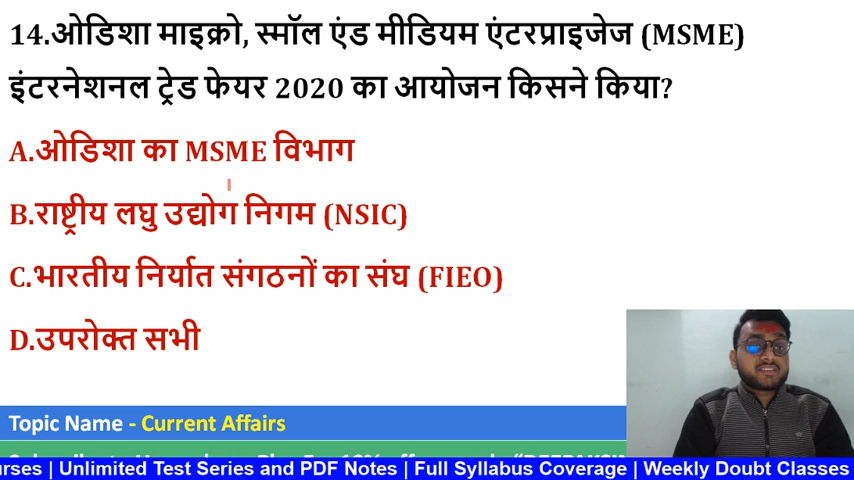 14.ओडिशा माइक्रो, स्मॉल एंड मीडियम एंटरप्राइजेज (MSME)
इंटरनेशनल ट्रेड फेयर 2020 का आयोजन किसने किया?
A.ओडिशा का MSME विभाग
B.राष्ट्रीय लघु उद्योग निगम (NSIC)
C.भारतीय निर्यात संगठनों का संघ (FIEO)
D.उपरोक्त सभी
Topic Name - Current Affairs
urses | Unlimited Test Series and PDF Notes | Full Syllabus Coverage | Weekly Doubt Classes